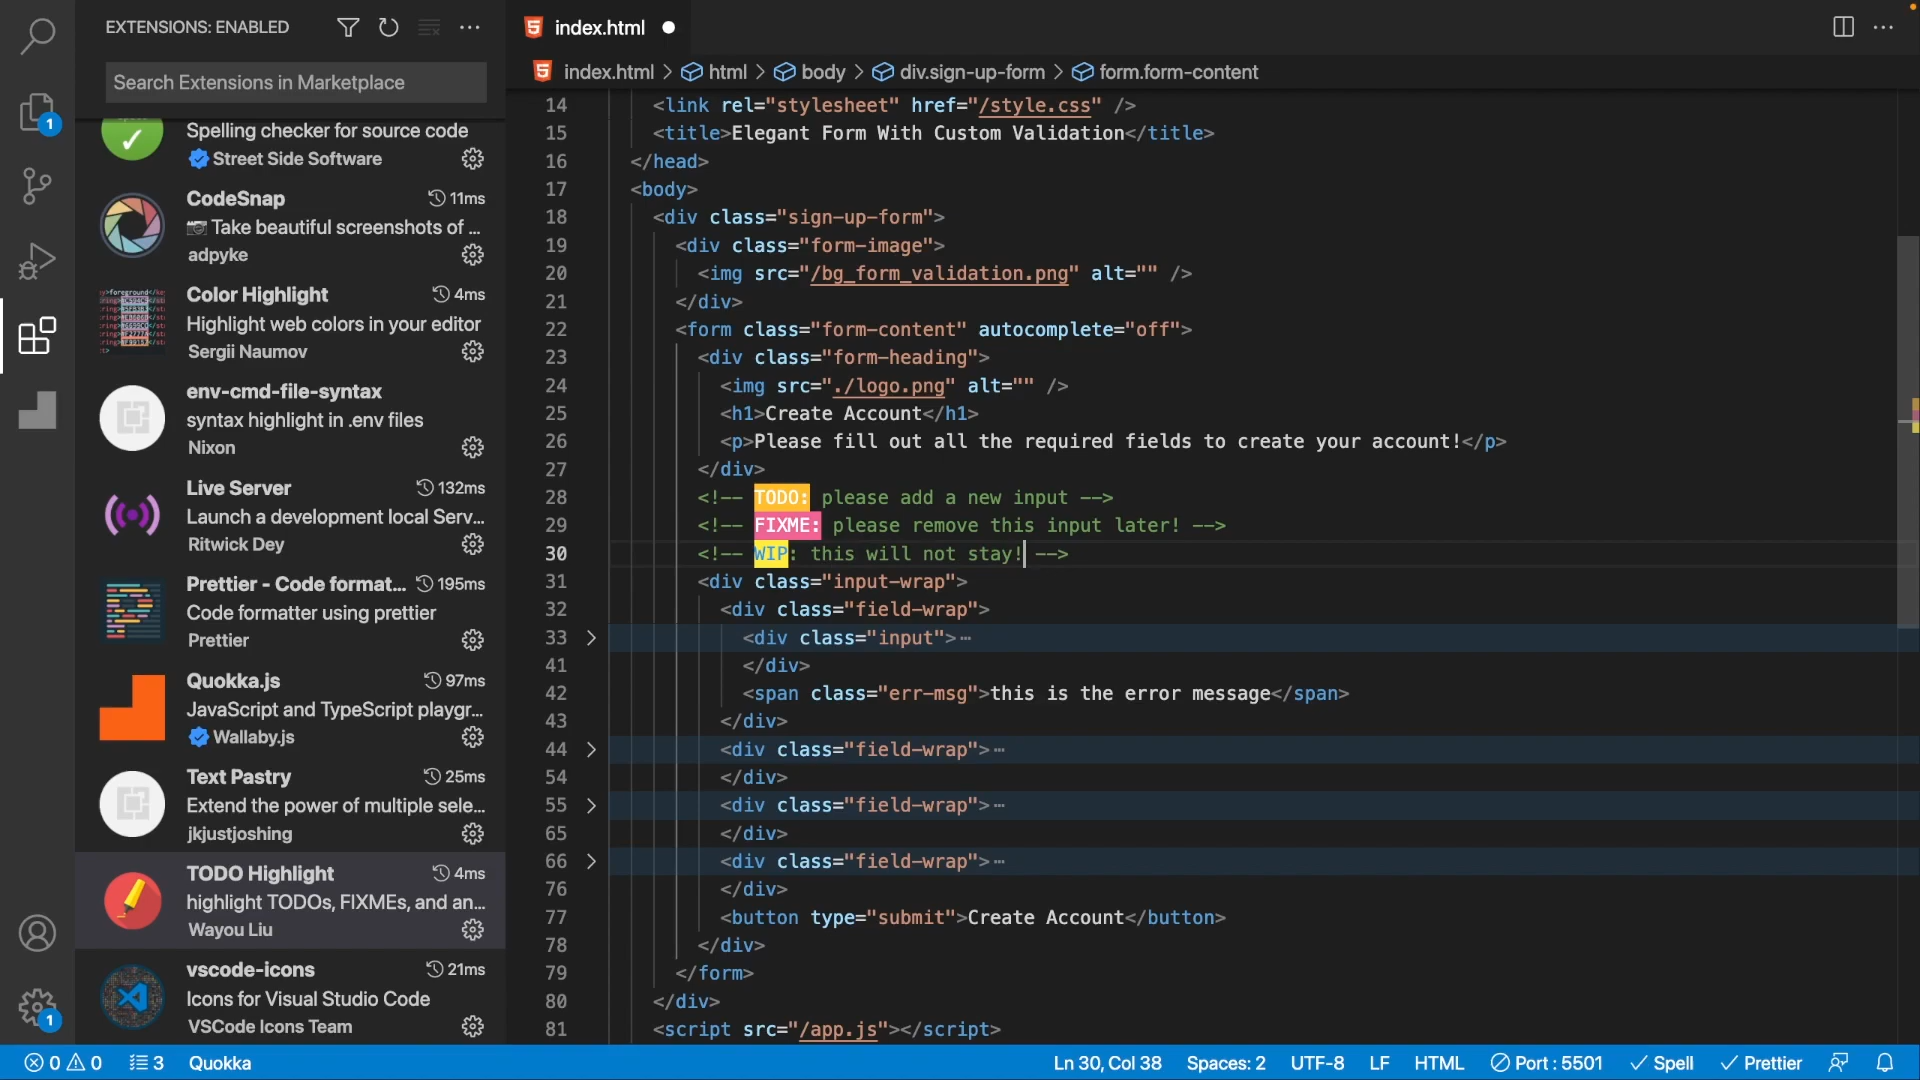 EXTENSIONS: ENABLED
Search Extensions in Marketplace
Spelling checker for source code
Street Side Software
CodeSnap 11ms
Take beautiful screenshots of ...
adpyke
Color Highlight 4ms
Highlight web colors in your editor
Sergii Naumov
env-cmd-file-syntax
syntax highlight in .env files
Nixon
Live Server 132ms
Launch a development local Serv...
Ritwick Dey
Prettier - Code format... 195ms
Code formatter using prettier
Prettier
Quokka.js 97ms
JavaScript and TypeScript playgr...
Wallaby.js
Text Pastry 25ms
Extend the power of multiple sele...
jkjustjoshing
TODO Highlight 4ms
highlight TODOs, FIXMEs, and an...
Wayou Liu
vscode-icons 21ms
Icons for Visual Studio Code
VSCode Icons Team
1
1
index.html
index.html > html > body > div.sign-up-form > form.form-content
14 <link rel="stylesheet" href="/style.css" />
15 <title>Elegant Form With Custom Validation</title>
16 </head>
17 <body>
18 <div class="sign-up-form">
19 <div class="form-image">
20 <img src="/bg_form_validation.png" alt="" />
21 </div>
22 <form class="form-content" autocomplete="off">
23 <div class="form-heading">
24 <img src="./logo.png" alt="" />
25 <h1>Create Account</h1>
26 <p>Please fill out all the required fields to create your account!</p>
27 </div>
28 <!-- TODO: please add a new input -->
29 <!-- FIXME: please remove this input later! -->
30 <!-- WIP: this will not stay! -->
31 <div class="input-wrap">
32 <div class="field-wrap">
33 <div class="input">⋯
41 </div>
42 <span class="err-msg">this is the error message</span>
43 </div>
44 <div class="field-wrap">⋯
54 </div>
55 <div class="field-wrap">⋯
65 </div>
66 <div class="field-wrap">⋯
76 </div>
77 <button type="submit">Create Account</button>
78 </div>
79 </form>
80 </div>
81 <script src="/app.js"></script>
0 0 3 Quokka Ln 30, Col 38 Spaces: 2 UTF-8 LF HTML Port : 5501 Spell Prettier